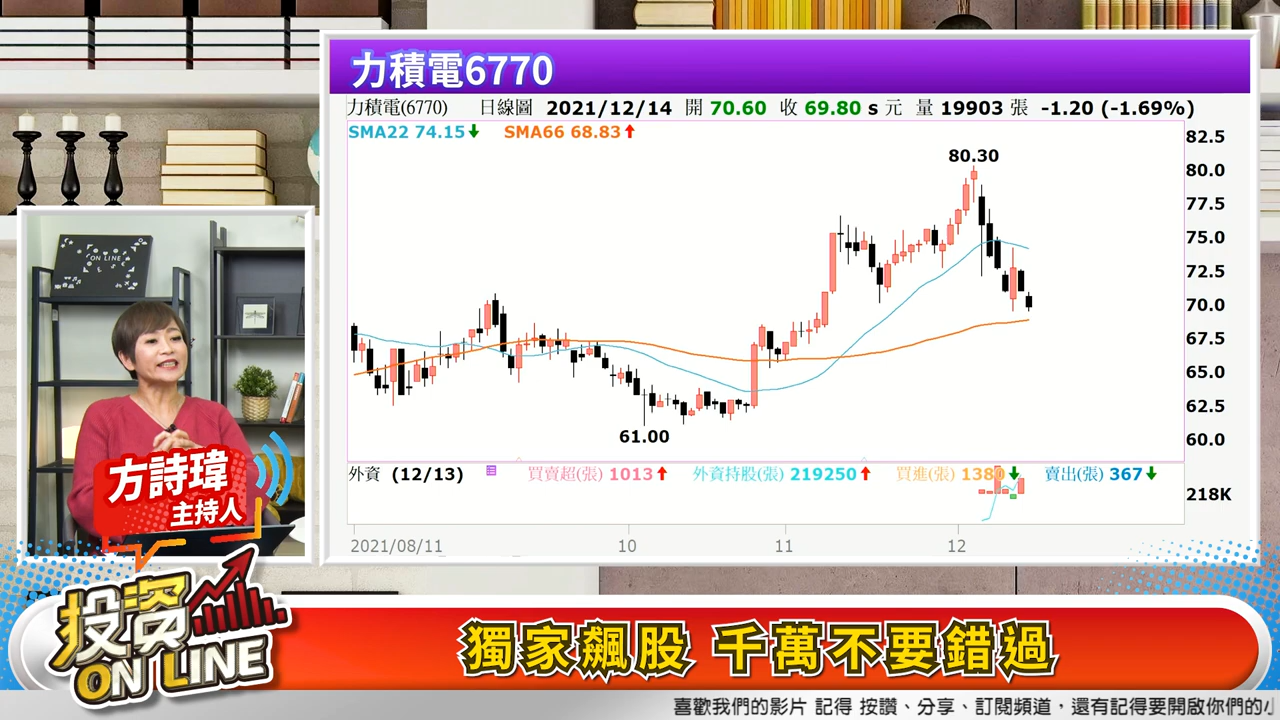 力積電6770
力積電(6770) 日線圖 2021/12/14 開 70.60 收 69.80 s 元 量 19903 張 -1.20 (-1.69%)
SMA22 74.15↓ SMA66 68.83↑
82.5
80.30
80.0
77.5
75.0
72.5
70.0
67.5
65.0
62.5
61.00
60.0
ON LINE
外資 (12/13) 買賣超(張) 1013↑ 外資持股(張) 219250↑ 買進(張) 1380↓ 賣出(張) 367↓
218K
2021/08/11 10 11 12
方詩瑋
主持人
投資
ON LINE
獨家飆股 千萬不要錯過
喜歡我們的影片 記得 按讚、分享、訂閱頻道，還有記得要開啟你們的小